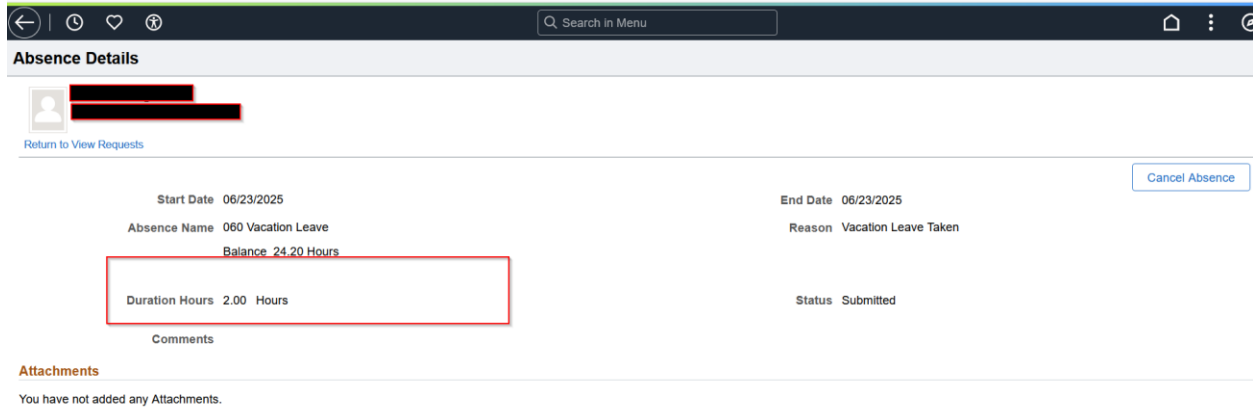 Search in Menu
Absence Details
Return to View Requests
Cancel Absence
Start Date 06/23/2025 End Date 06/23/2025
Absence Name 060 Vacation Leave Reason Vacation Leave Taken
Balance 24.20 Hours
Duration Hours 2.00 Hours Status Submitted
Comments
Attachments
You have not added any Attachments.